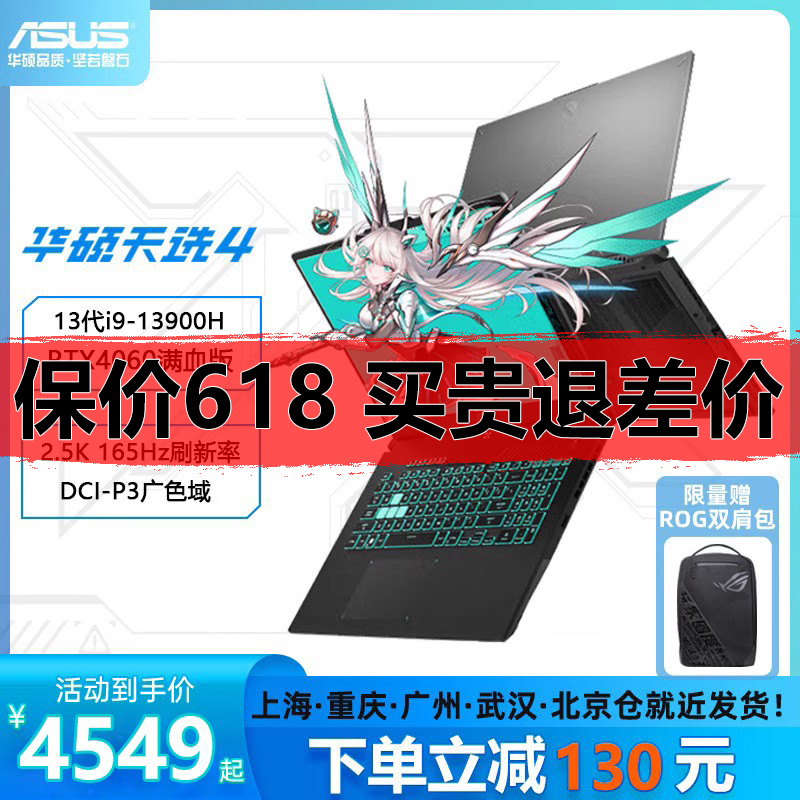 ASUS
华硕品质·坚若磐石
华硕天选4
13代i9-13900H
RTX4060满血版
保价618 买贵退差价
2.5K 165Hz刷新率
DCI-P3广色域
限量赠
ROG双肩包
活动到手价
¥4549起
上海·重庆·广州·武汉·北京仓就近发货!
下单立减130元